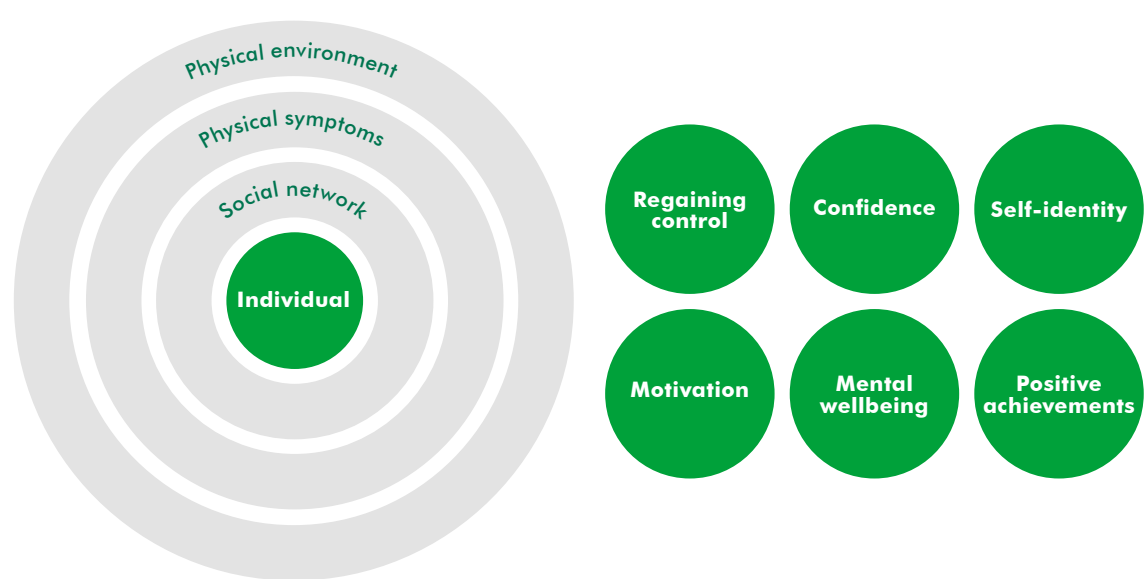 Physical environment
Physical symptoms
Social network
Individual
Regaining
control
Confidence
Self-identity
Motivation
Mental
wellbeing
Positive
achievements